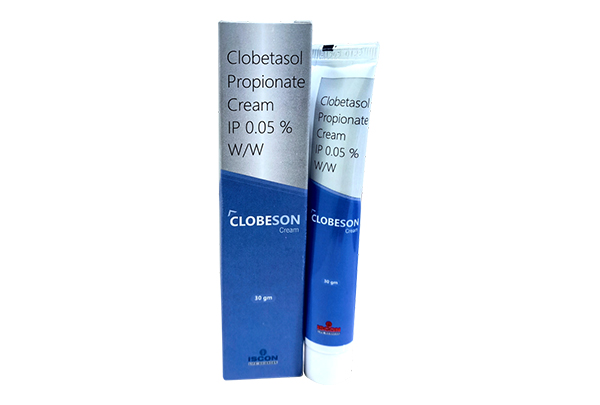 Clobetasol
Propionate
Cream
IP 0.05 %
W/W
CLOBESON
Cream
30 gm
ISCON
Clobetasol
Propionate
Cream
IP 0.05 %
W/W
CLOBESON
Cream
30 gm
ISCON